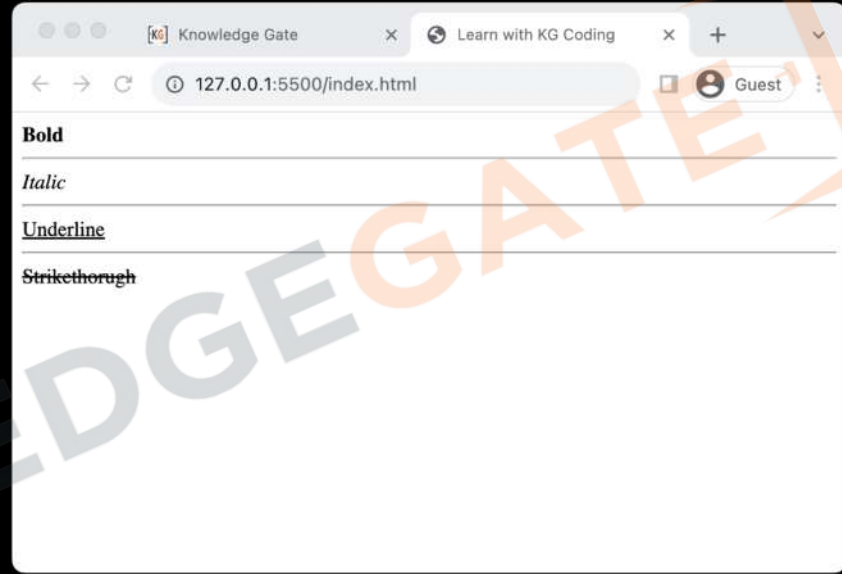 [KG] Knowledge Gate
Learn with KG Coding
127.0.0.1:5500/index.html
Guest
Bold
Italic
Underline
Strikethorugh
EDGEGATE